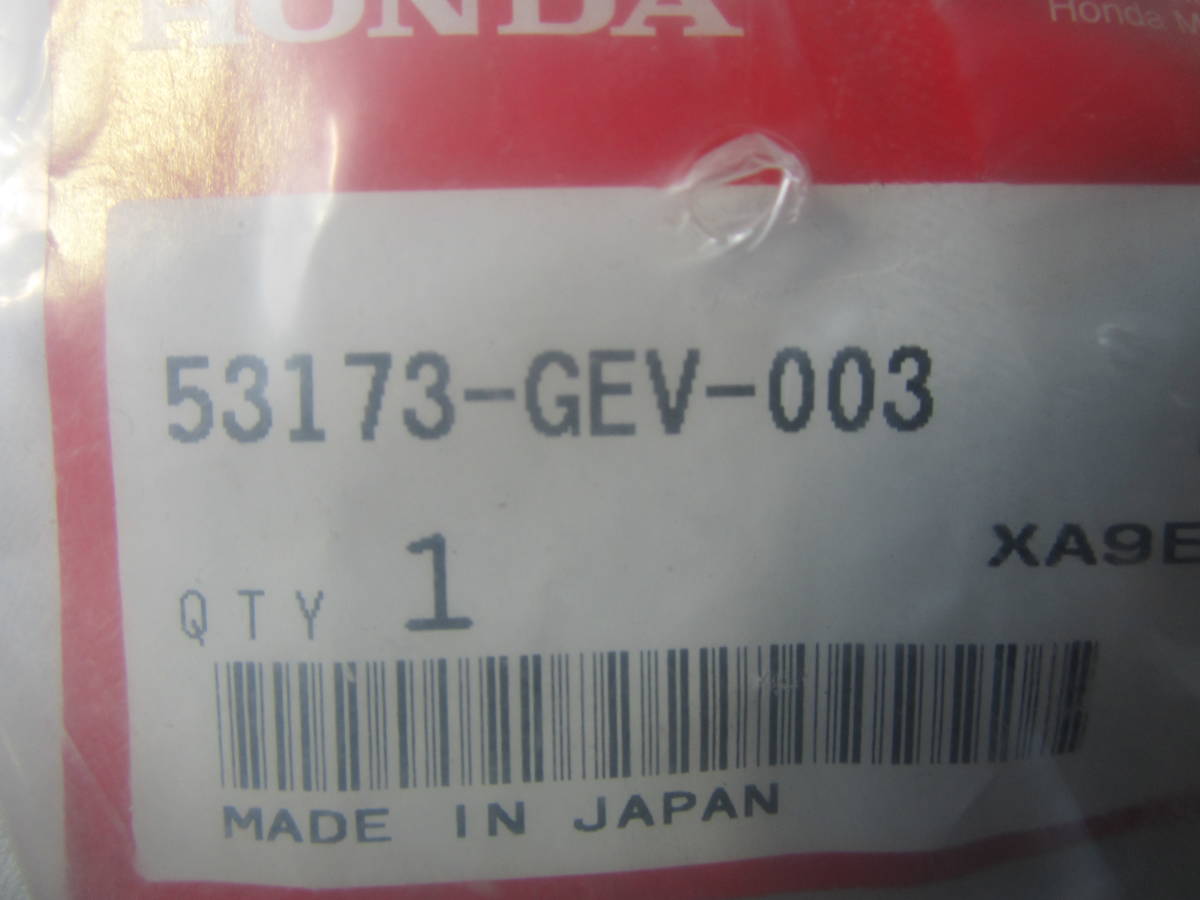 HONDA
Honda M
53173-GEV-003
XA9E
QTY 1
MADE IN JAPAN